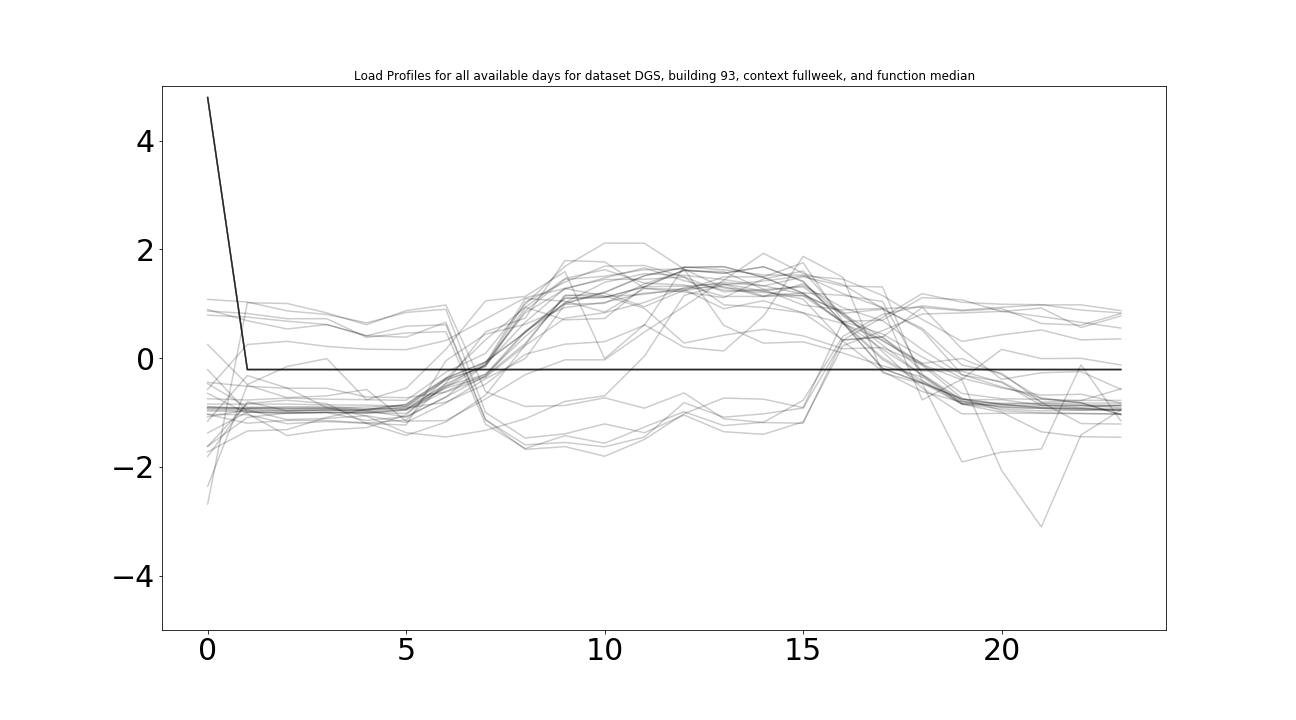 Load Profiles for all available days for dataset DGS, building 93, context fullweek, and function median
4
2
0
−2
−4
0 5 10 15 20